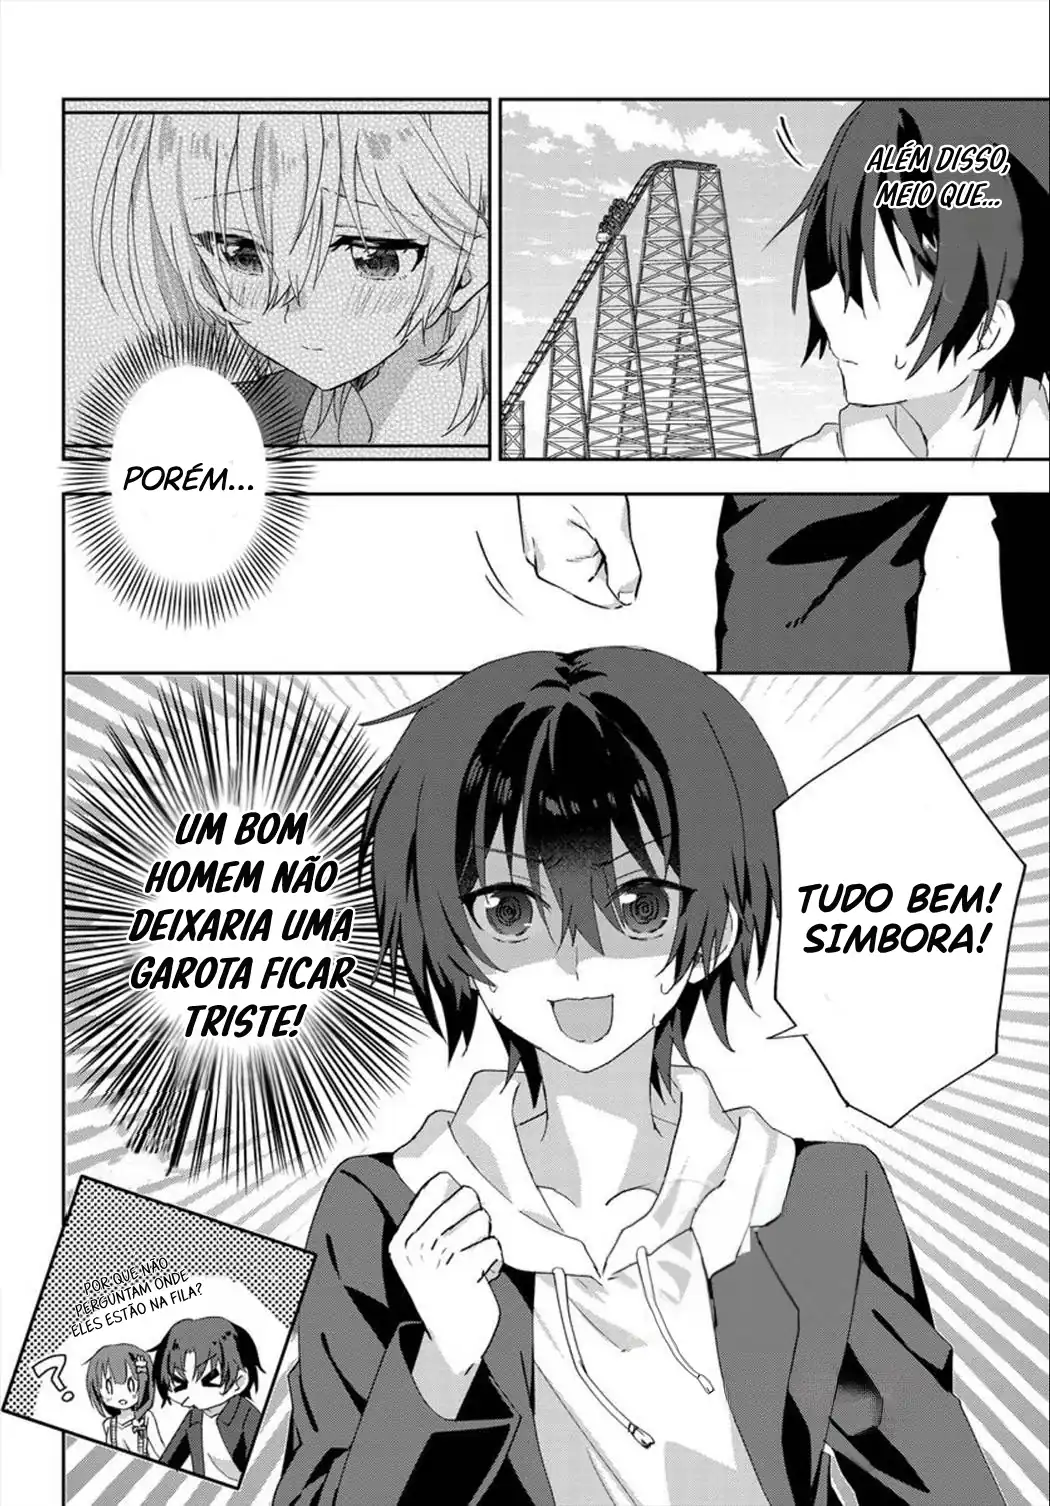 ALÉM DISSO,
MEIO QUE...
PORÉM...
TUDO BEM!
SIMBORA!
UM BOM
HOMEM NÃO
DEIXARIA UMA
GAROTA FICAR
TRISTE!
POR QUE NÃO
PERGUNTAM ONDE
ELES ESTÃO NA FILA?
?